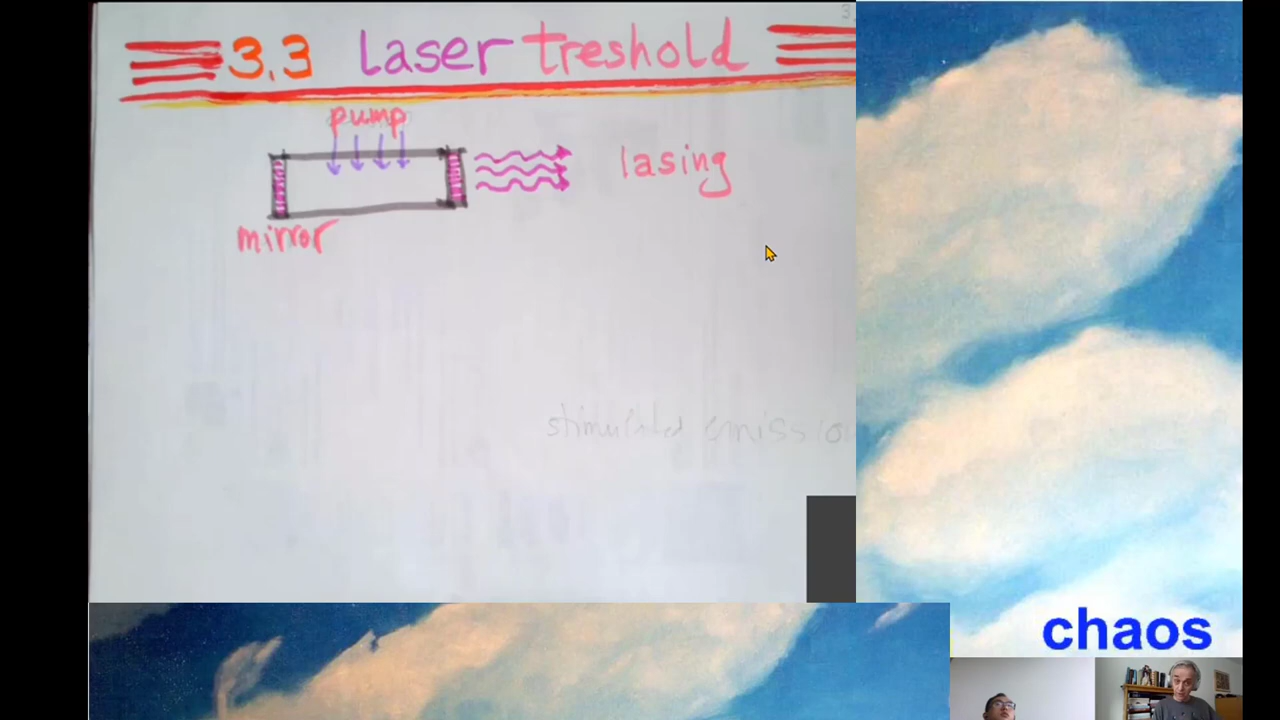 3.3 Laser treshold
pump
lasing
mirror
stimulated emission
chaos